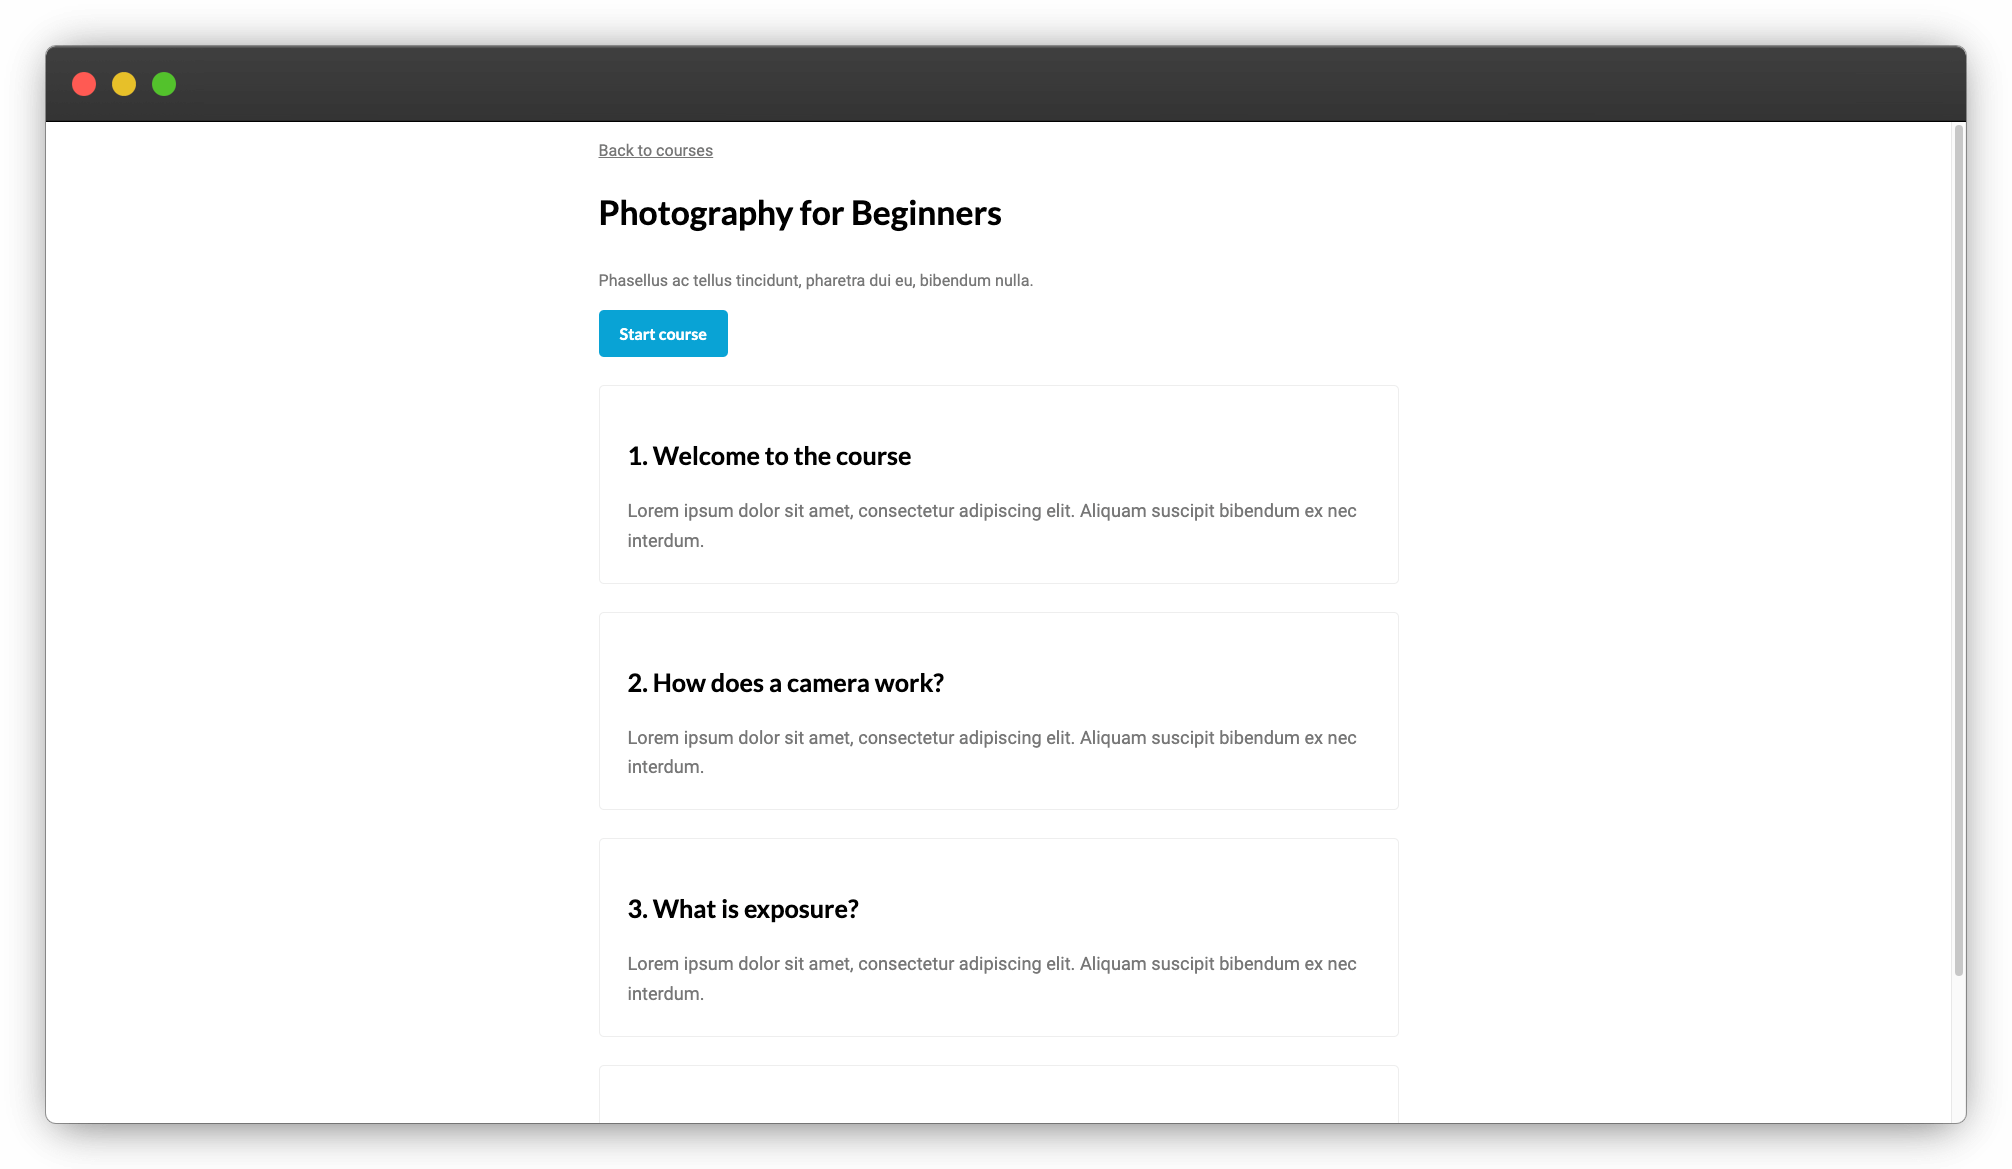 Back to courses
Photography for Beginners
Phasellus ac tellus tincidunt, pharetra dui eu, bibendum nulla.
Start course
1. Welcome to the course
Lorem ipsum dolor sit amet, consectetur adipiscing elit. Aliquam suscipit bibendum ex nec
interdum.
2. How does a camera work?
Lorem ipsum dolor sit amet, consectetur adipiscing elit. Aliquam suscipit bibendum ex nec
interdum.
3. What is exposure?
Lorem ipsum dolor sit amet, consectetur adipiscing elit. Aliquam suscipit bibendum ex nec
interdum.